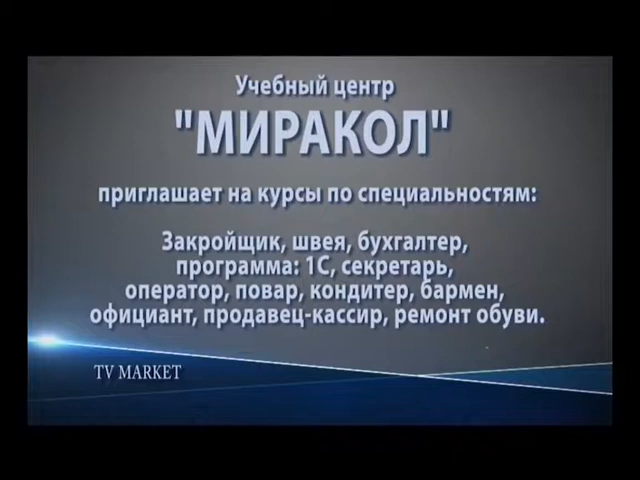 Учебный центр
"МИРАКОЛ"
приглашает на курсы по специальностям:
Закройщик, швея, бухгалтер,
программа: 1С, секретарь,
оператор, повар, кондитер, бармен,
официант, продавец-кассир, ремонт обуви.
TV MARKET